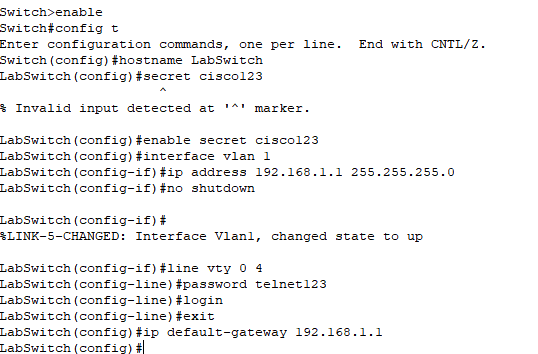 Switch>enable
Switch#config t
Enter configuration commands, one per line.  End with CNTL/Z.
Switch(config)#hostname LabSwitch
LabSwitch(config)#secret cisco123
^
% Invalid input detected at '^' marker.
LabSwitch(config)#enable secret cisco123
LabSwitch(config)#interface vlan 1
LabSwitch(config-if)#ip address 192.168.1.1 255.255.255.0
LabSwitch(config-if)#no shutdown
LabSwitch(config-if)#
%LINK-5-CHANGED: Interface Vlan1, changed state to up
LabSwitch(config-if)#line vty 0 4
LabSwitch(config-line)#password telnet123
LabSwitch(config-line)#login
LabSwitch(config-line)#exit
LabSwitch(config)#ip default-gateway 192.168.1.1
LabSwitch(config)#